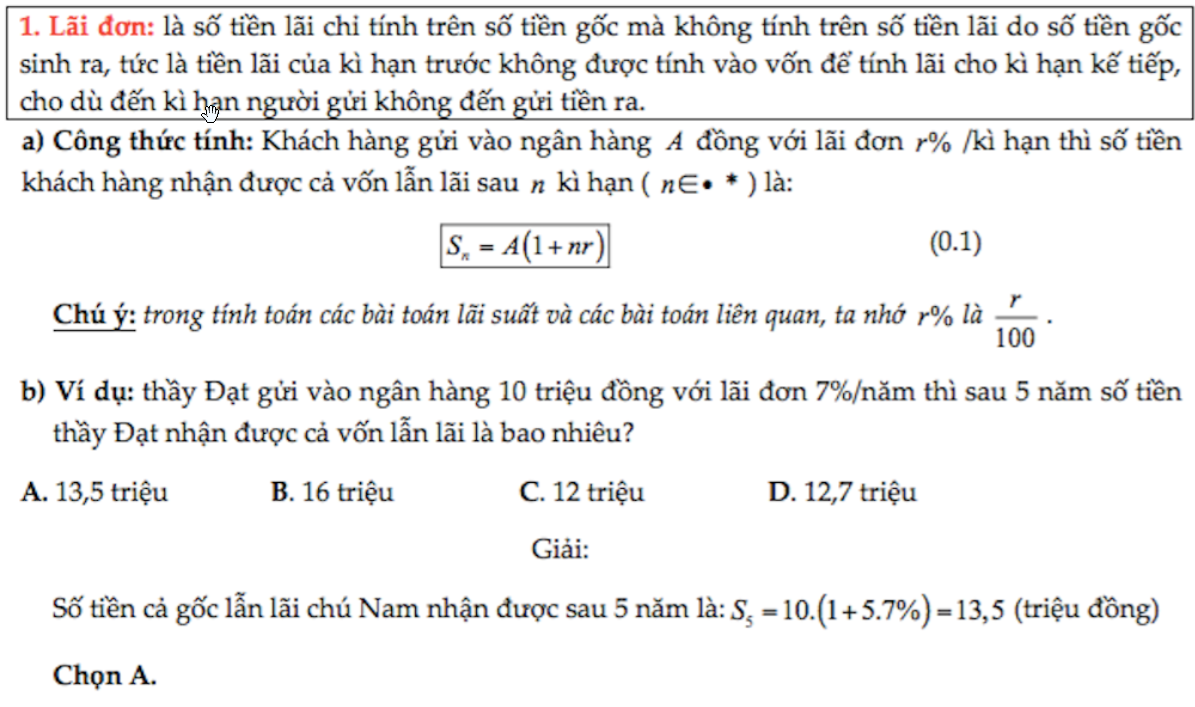 1. Lãi đơn: là số tiền lãi chỉ tính trên số tiền gốc mà không tính trên số tiền lãi do số tiền gốc
sinh ra, tức là tiền lãi của kì hạn trước không được tính vào vốn để tính lãi cho kì hạn kế tiếp,
cho dù đến kì hạn người gửi không đến gửi tiền ra.
a) Công thức tính: Khách hàng gửi vào ngân hàng A đồng với lãi đơn r% /kì hạn thì số tiền
khách hàng nhận được cả vốn lẫn lãi sau n kì hạn ( n∈• * ) là:
Sₙ = A(1+nr) (0.1)
Chú ý: trong tính toán các bài toán lãi suất và các bài toán liên quan, ta nhớ r% là r/100 .
b) Ví dụ: thầy Đạt gửi vào ngân hàng 10 triệu đồng với lãi đơn 7%/năm thì sau 5 năm số tiền
thầy Đạt nhận được cả vốn lẫn lãi là bao nhiêu?
A. 13,5 triệu B. 16 triệu C. 12 triệu D. 12,7 triệu
Giải:
Số tiền cả gốc lẫn lãi chú Nam nhận được sau 5 năm là: S₅ = 10.(1+5.7%) = 13,5 (triệu đồng)
Chọn A.